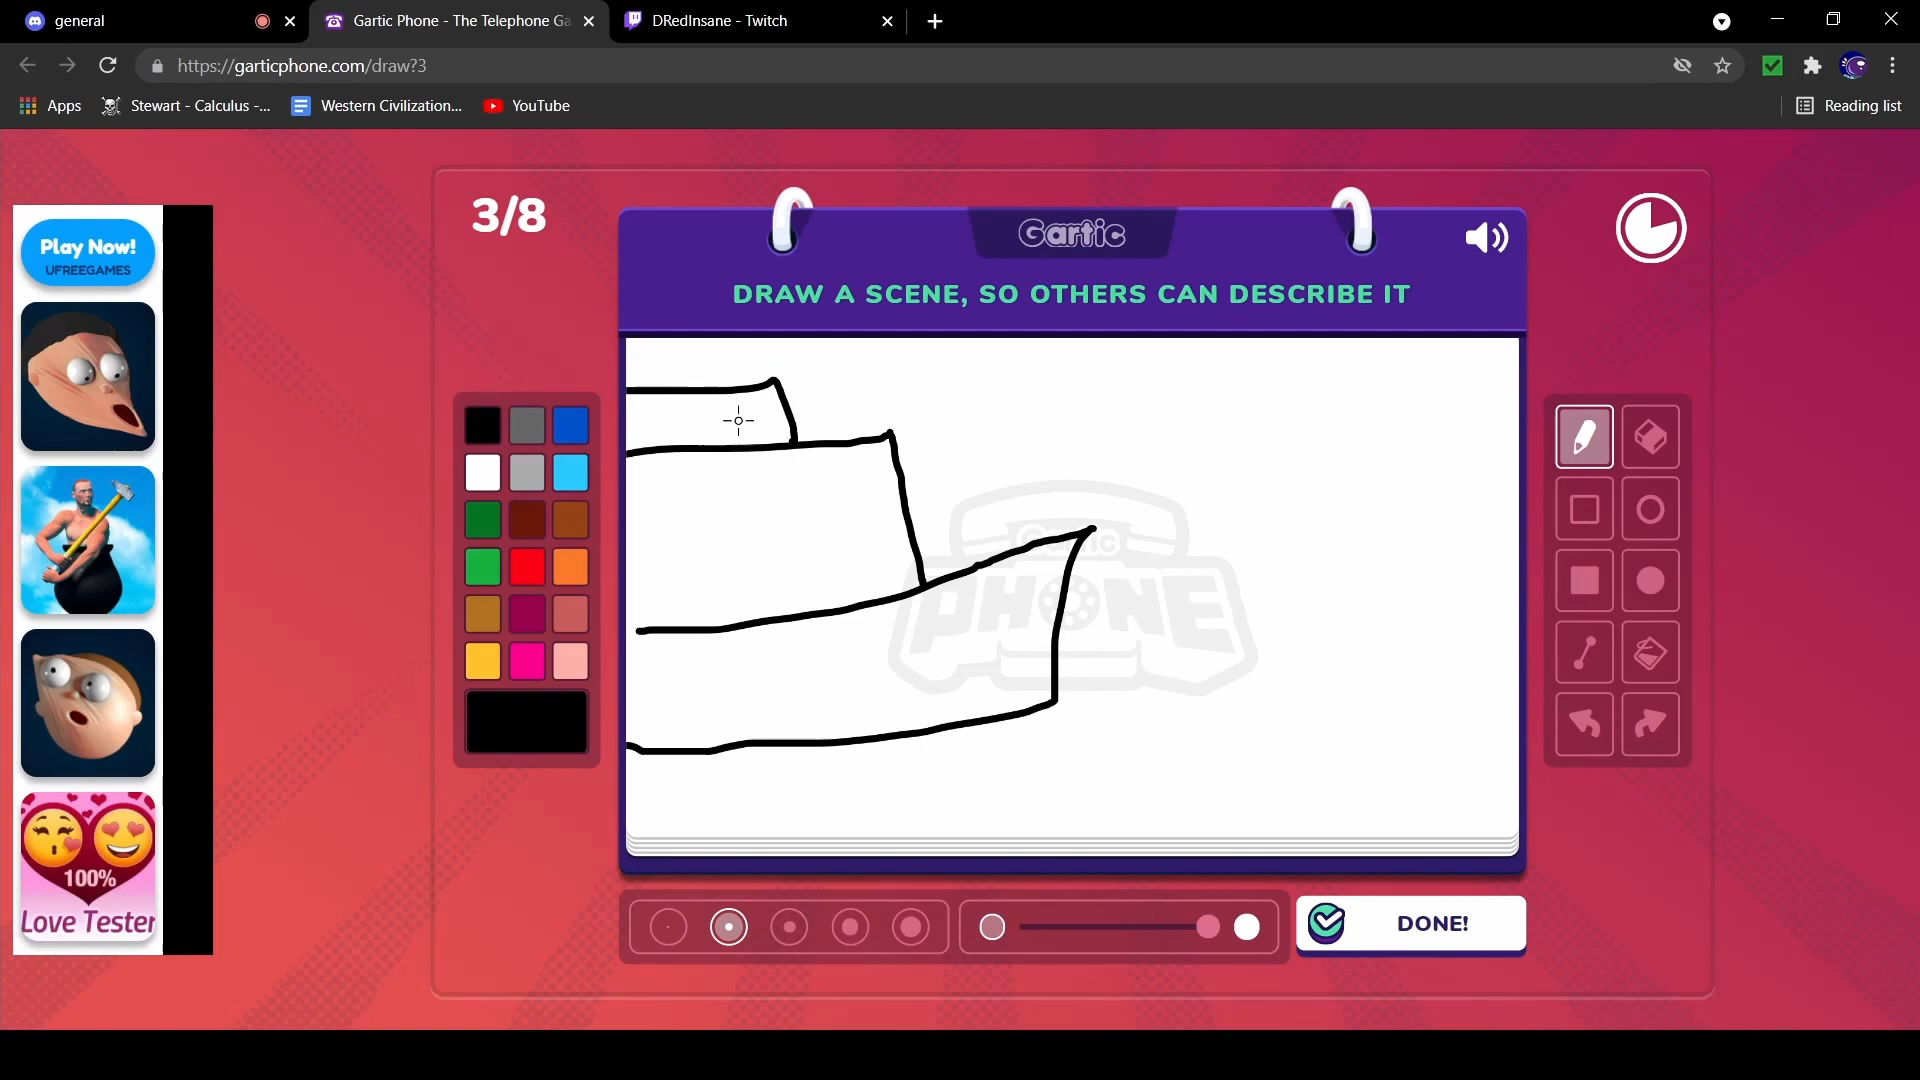 general
Gartic Phone - The Telephone Ga
DRedInsane - Twitch
https://garticphone.com/draw?3
Apps
Stewart - Calculus -...
Western Civilization...
YouTube
Reading list
3/8
Gartic
DRAW A SCENE, SO OTHERS CAN DESCRIBE IT
Play Now!
UFREEGAMES
Gartic
PHONE
100%
Love Tester
DONE!